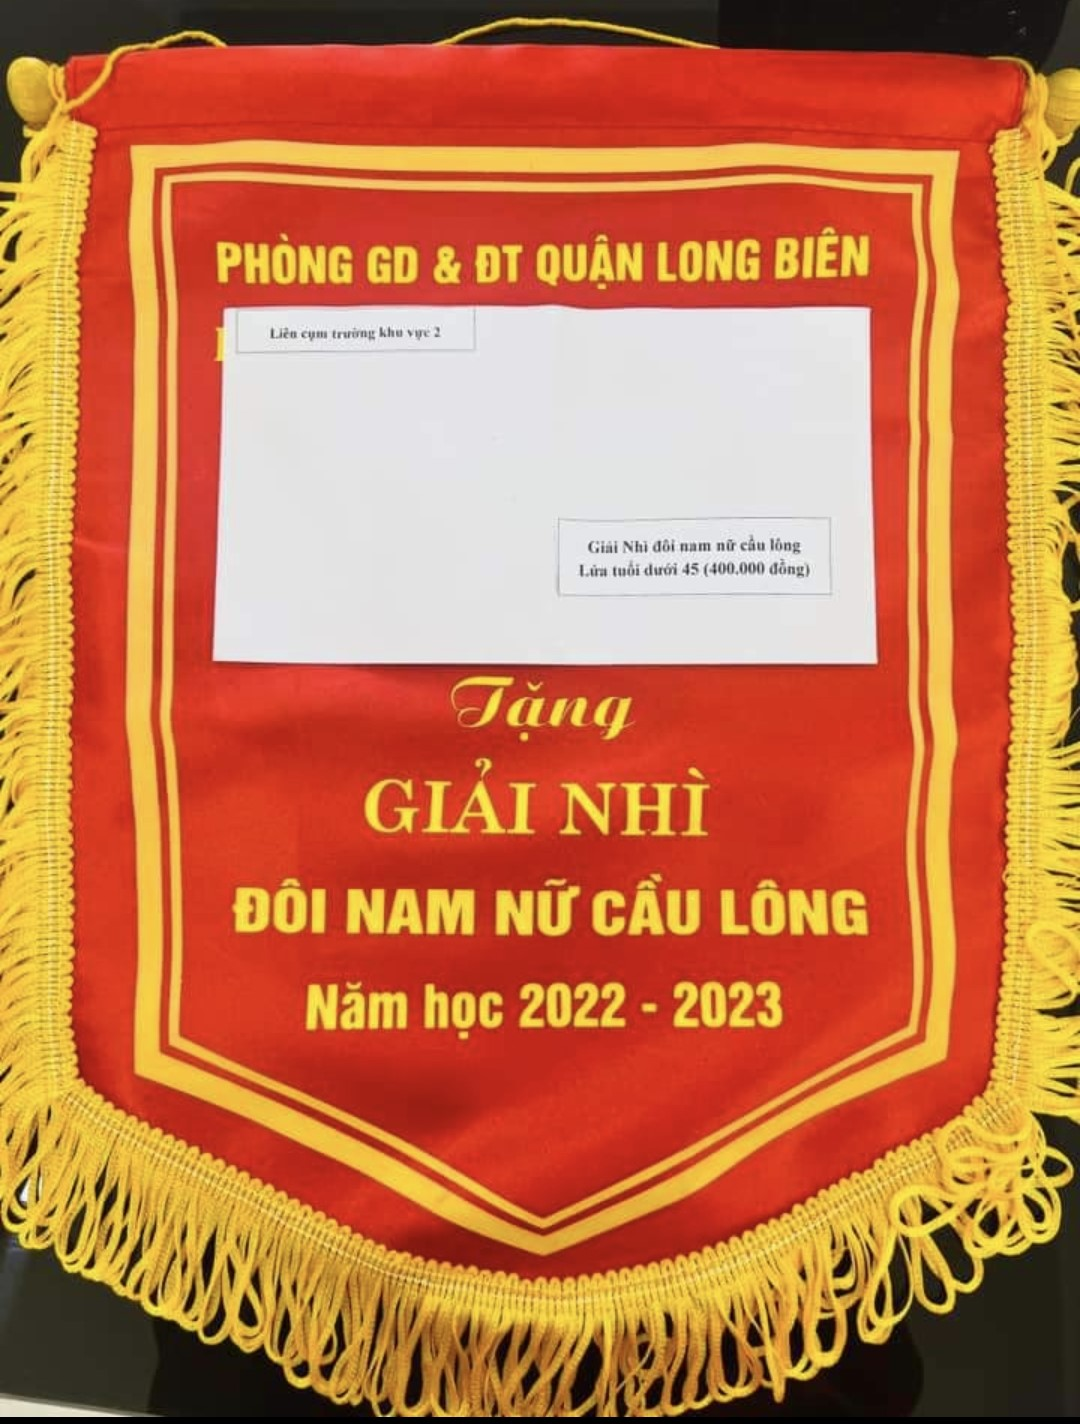 PHÒNG GD & ĐT QUẬN LONG BIÊN
Liên cụm trường khu vực 2
Giải Nhì đôi nam nữ cầu lông
Lứa tuổi dưới 45 (400.000 đồng)
Tặng
GIẢI NHÌ
ĐÔI NAM NỮ CẦU LÔNG
Năm học 2022 - 2023